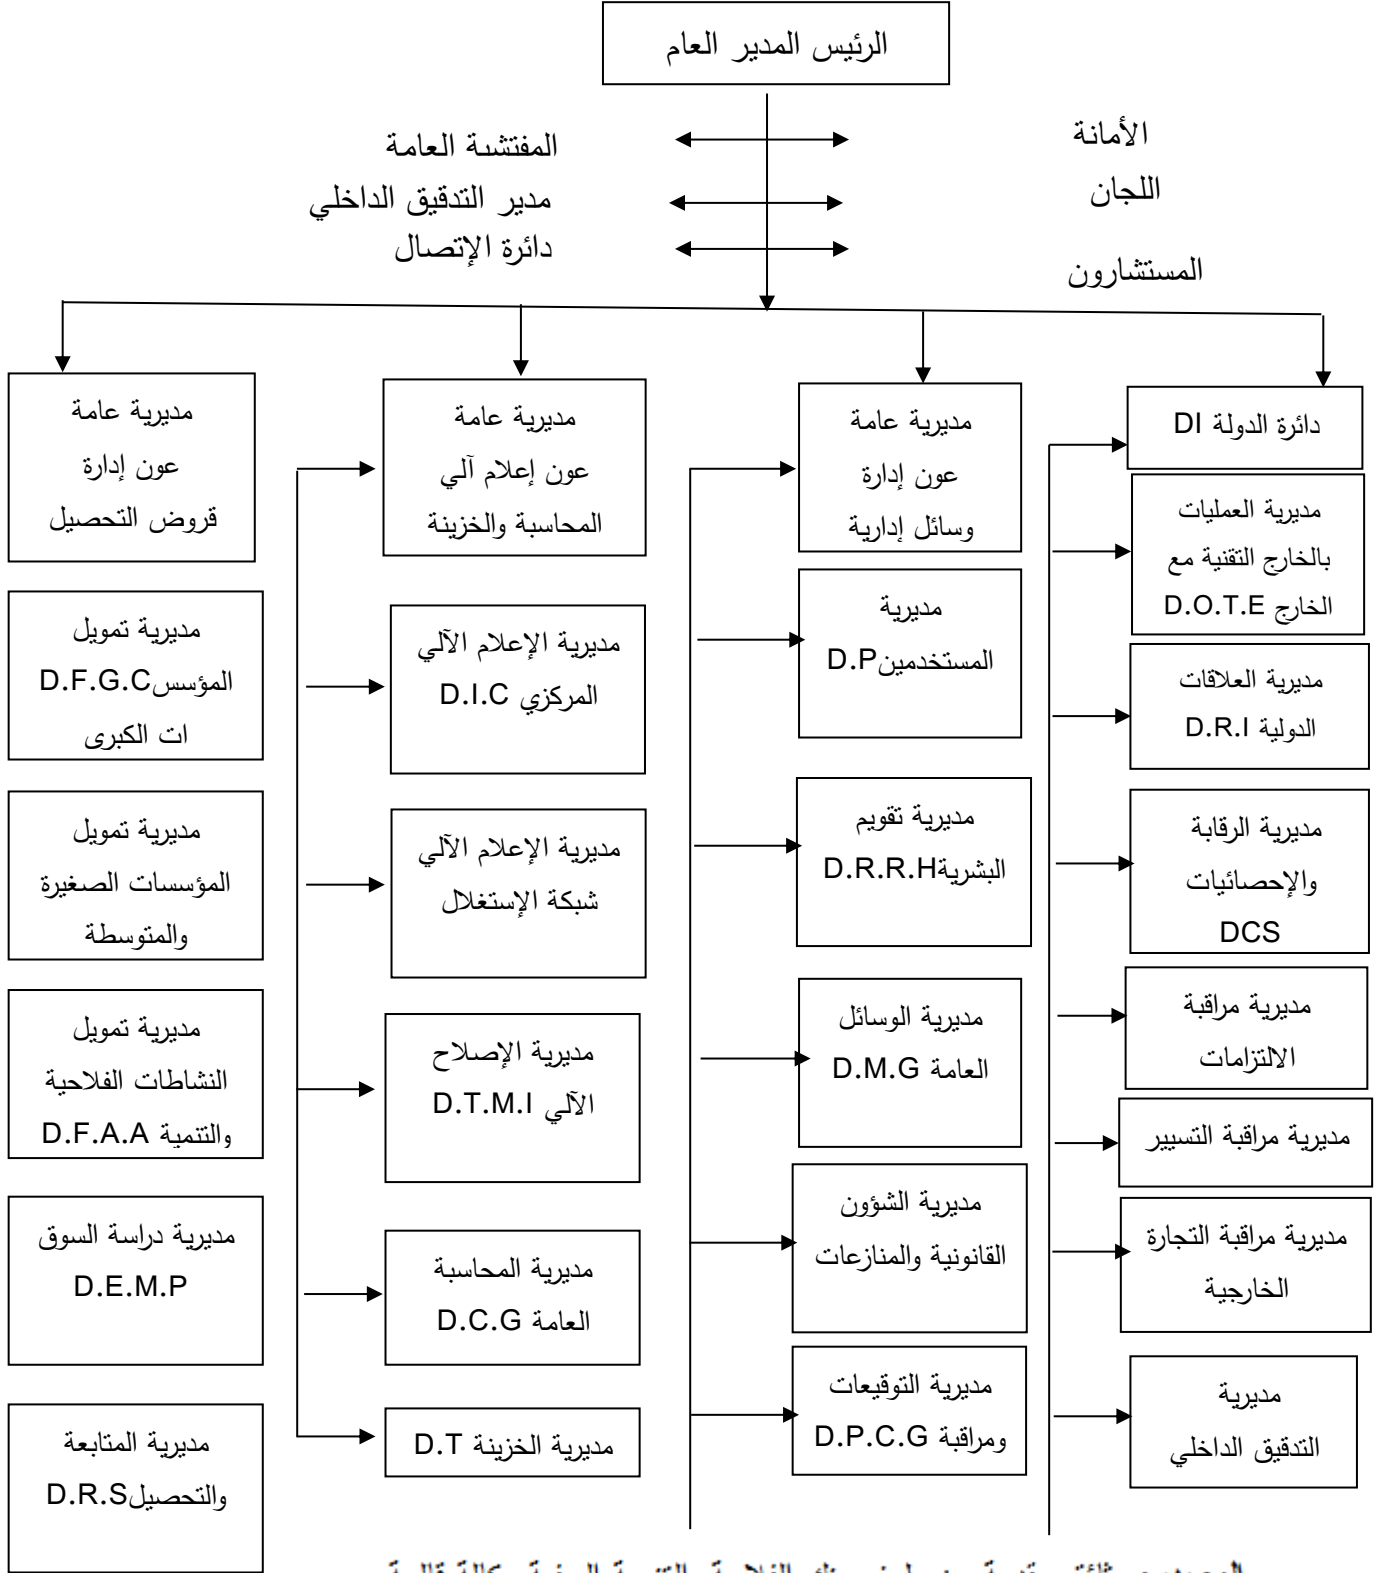 الرئيس المدير العام
الأمانة
اللجان
المستشارون
المفتشة العامة
مدير التدقيق الداخلي
دائرة الإتصال
دائرة الدولة DI
مديرية العمليات
بالخارج التقنية مع
الخارج D.O.T.E
مديرية العلاقات
الدولية D.R.I
مديرية الرقابة
والإحصائيات
DCS
مديرية مراقبة
الالتزامات
مديرية مراقبة التسيير
مديرية مراقبة التجارة
الخارجية
مديرية
التدقيق الداخلي
مديرية عامة
عون إدارة
وسائل إدارية
مديرية
المستخدمينD.P
مديرية تقويم
البشريةD.R.R.H
مديرية الوسائل
العامة D.M.G
مديرية الشؤون
القانونية والمنازعات
مديرية التوقيعات
ومراقبة D.P.C.G
مديرية عامة
عون إعلام آلي
المحاسبة والخزينة
مديرية الإعلام الآلي
المركزي D.I.C
مديرية الإعلام الآلي
شبكة الإستغلال
مديرية الإصلاح
الآلي D.T.M.I
مديرية المحاسبة
العامة D.C.G
مديرية الخزينة D.T
مديرية عامة
عون إدارة
قروض التحصيل
مديرية تمويل
المؤسسD.F.G.C
ات الكبرى
مديرية تمويل
المؤسسات الصغيرة
والمتوسطة
مديرية تمويل
النشاطات الفلاحية
والتنمية D.F.A.A
مديرية دراسة السوق
D.E.M.P
مديرية المتابعة
والتحصيلD.R.S